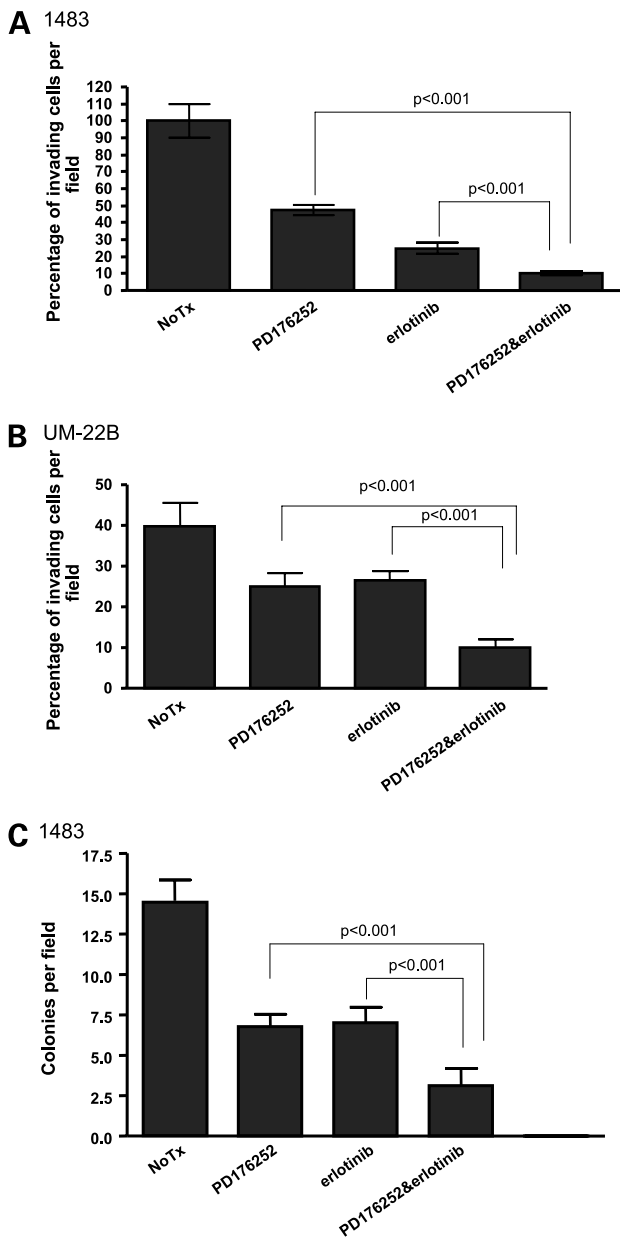 A 1483
Percentage of invading cells per
field
120
110
100
90
80
70
60
50
40
30
20
10
0
p<0.001
p<0.001
NoTx
PD176252
erlotinib
PD176252&erlotinib
B UM-22B
Percentage of invading cells per
field
50
40
30
20
10
0
p<0.001
p<0.001
NoTx
PD176252
erlotinib
PD176252&erlotinib
C 1483
Colonies per field
17.5
15.0
12.5
10.0
7.5
5.0
2.5
0.0
p<0.001
p<0.001
NoTx
PD176252
erlotinib
PD176252&erlotinib